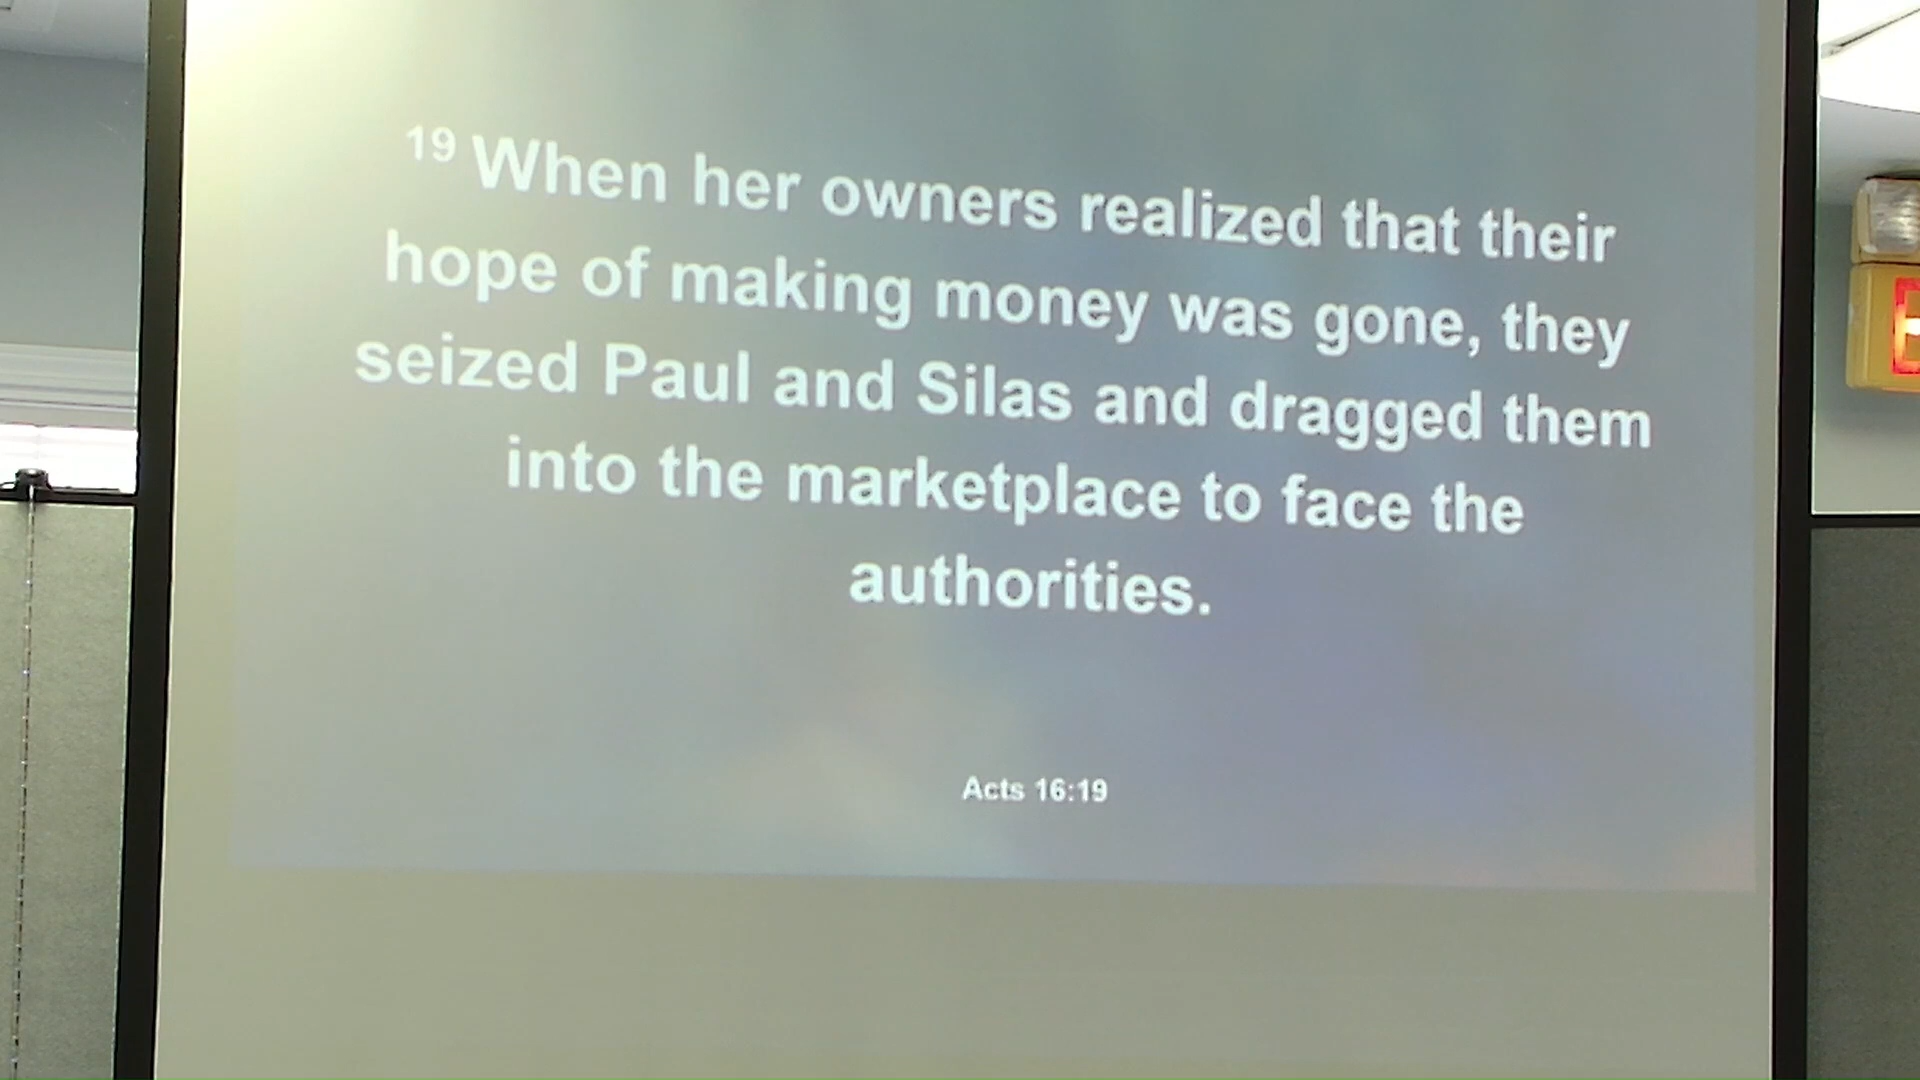 19 When her owners realized that their
hope of making money was gone, they
seized Paul and Silas and dragged them
into the marketplace to face the
authorities.
Acts 16:19